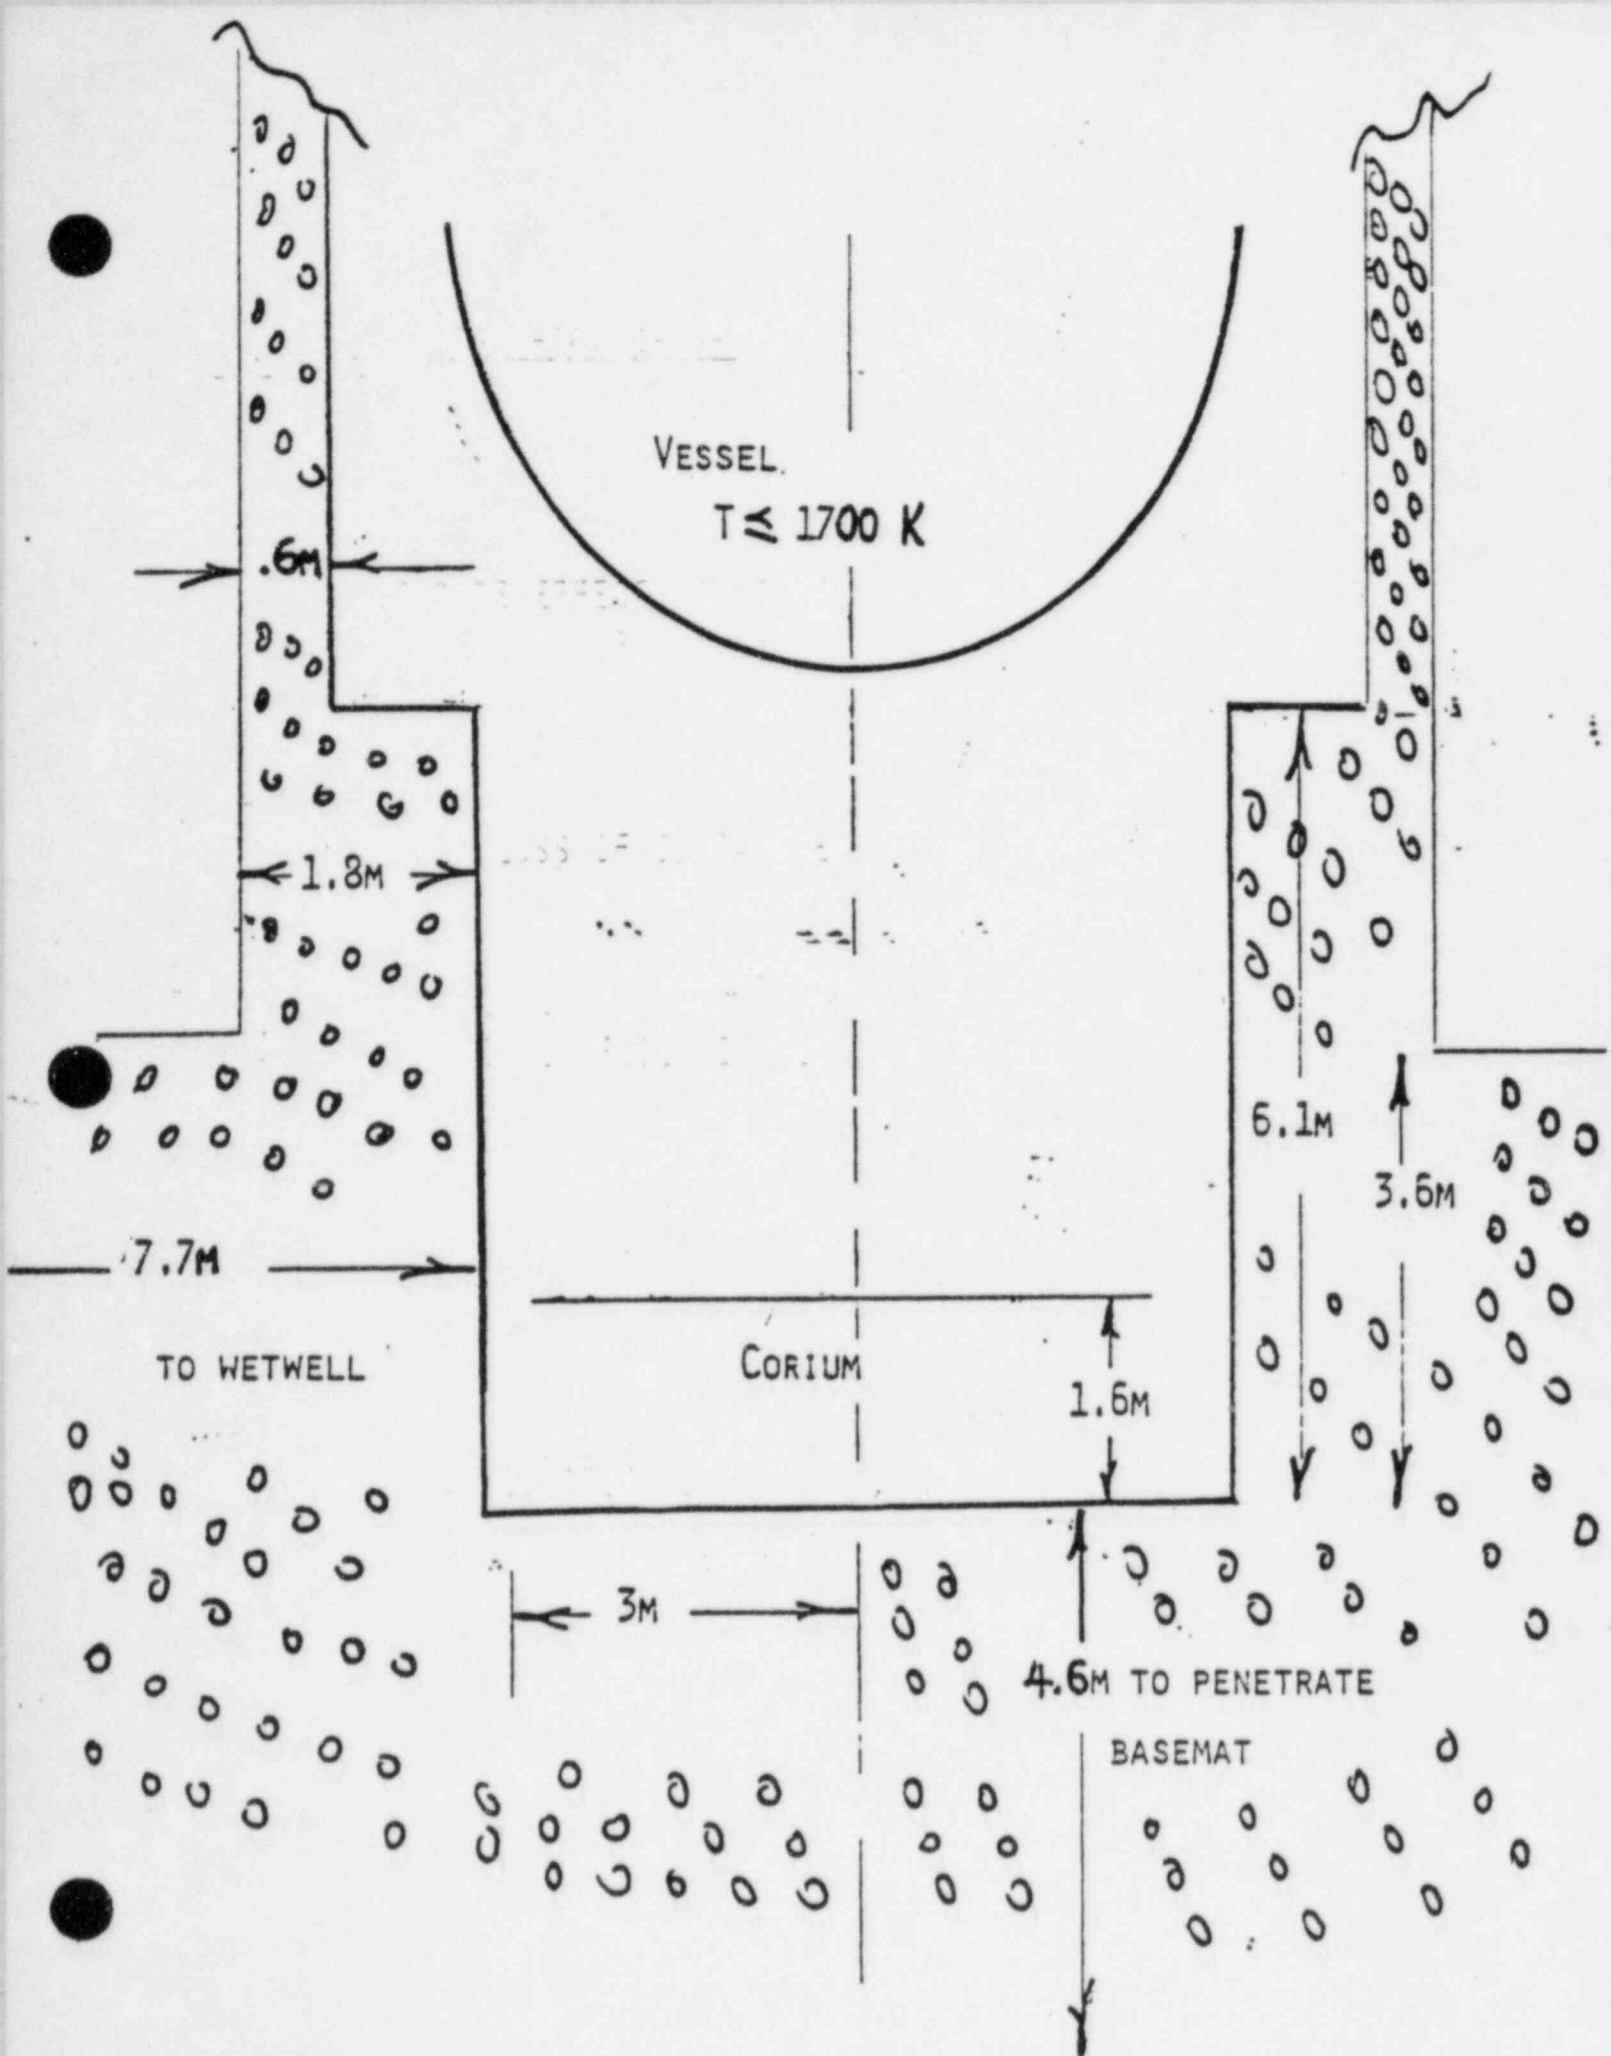 VESSEL
T ≤ 1700 K
.6M
1.8M
6.1M
3.6M
7.7M
TO WETWELL
CORIUM
1.6M
3M
4.6M TO PENETRATE
BASEMAT